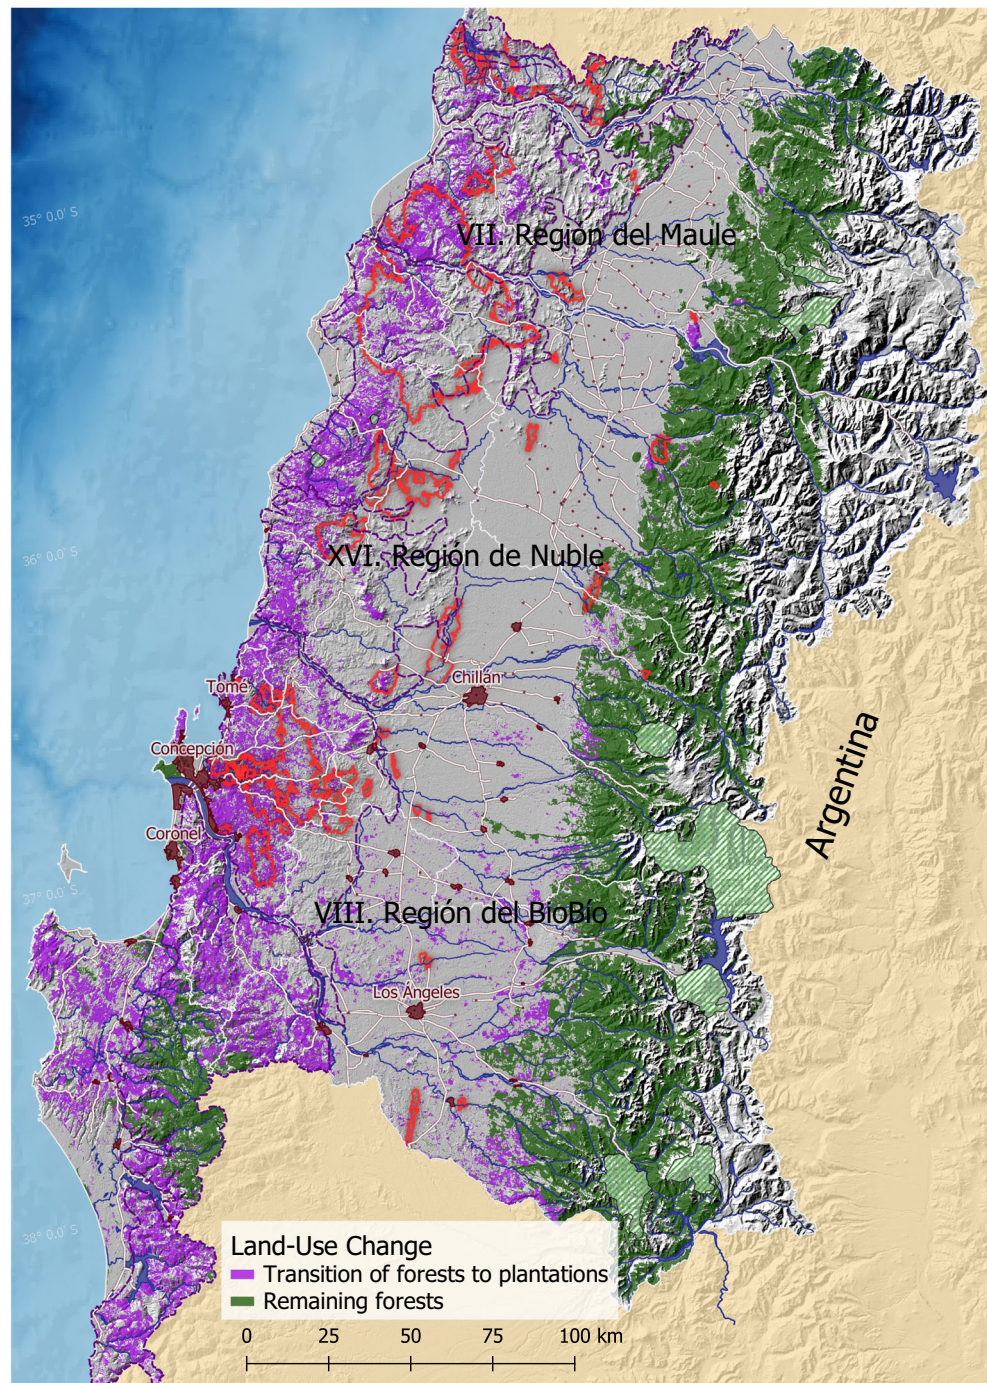 35° 0.0' S
VII. Región del Maule
36° 0.0' S
XVI. Región de Nuble
Tomé
Chillán
Concepción
Argentina
Coronel
37° 0.0' S
VIII. Región del BioBío
Los Ángeles
38° 0.0' S
Land-Use Change
Transition of forests to plantations
Remaining forests
0 25 50 75 100 km